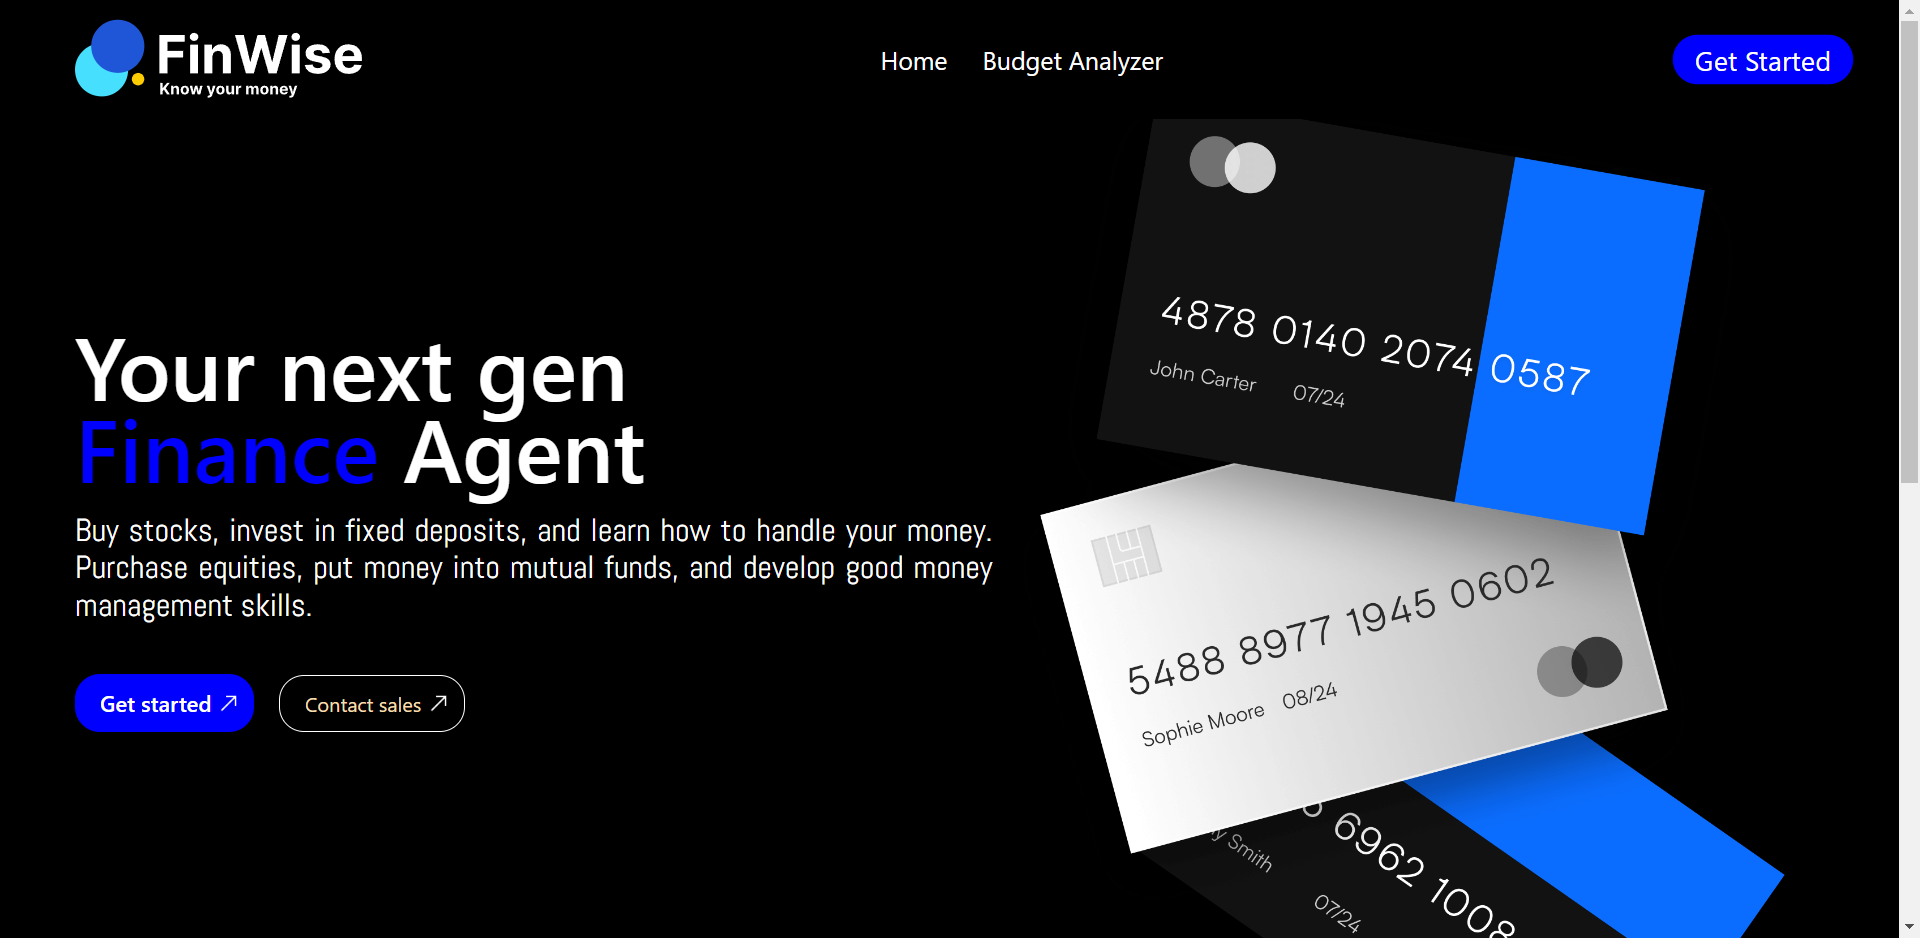 FinWise
Know your money
Home
Budget Analyzer
Get Started
Your next gen
Finance Agent
Buy stocks, invest in fixed deposits, and learn how to handle your money.
Purchase equities, put money into mutual funds, and develop good money
management skills.
Get started
Contact sales
4878 0140 2074 0587
John Carter 07/24
5488 8977 1945 0602
Sophie Moore 08/24
6962 1008
Smith
07/24